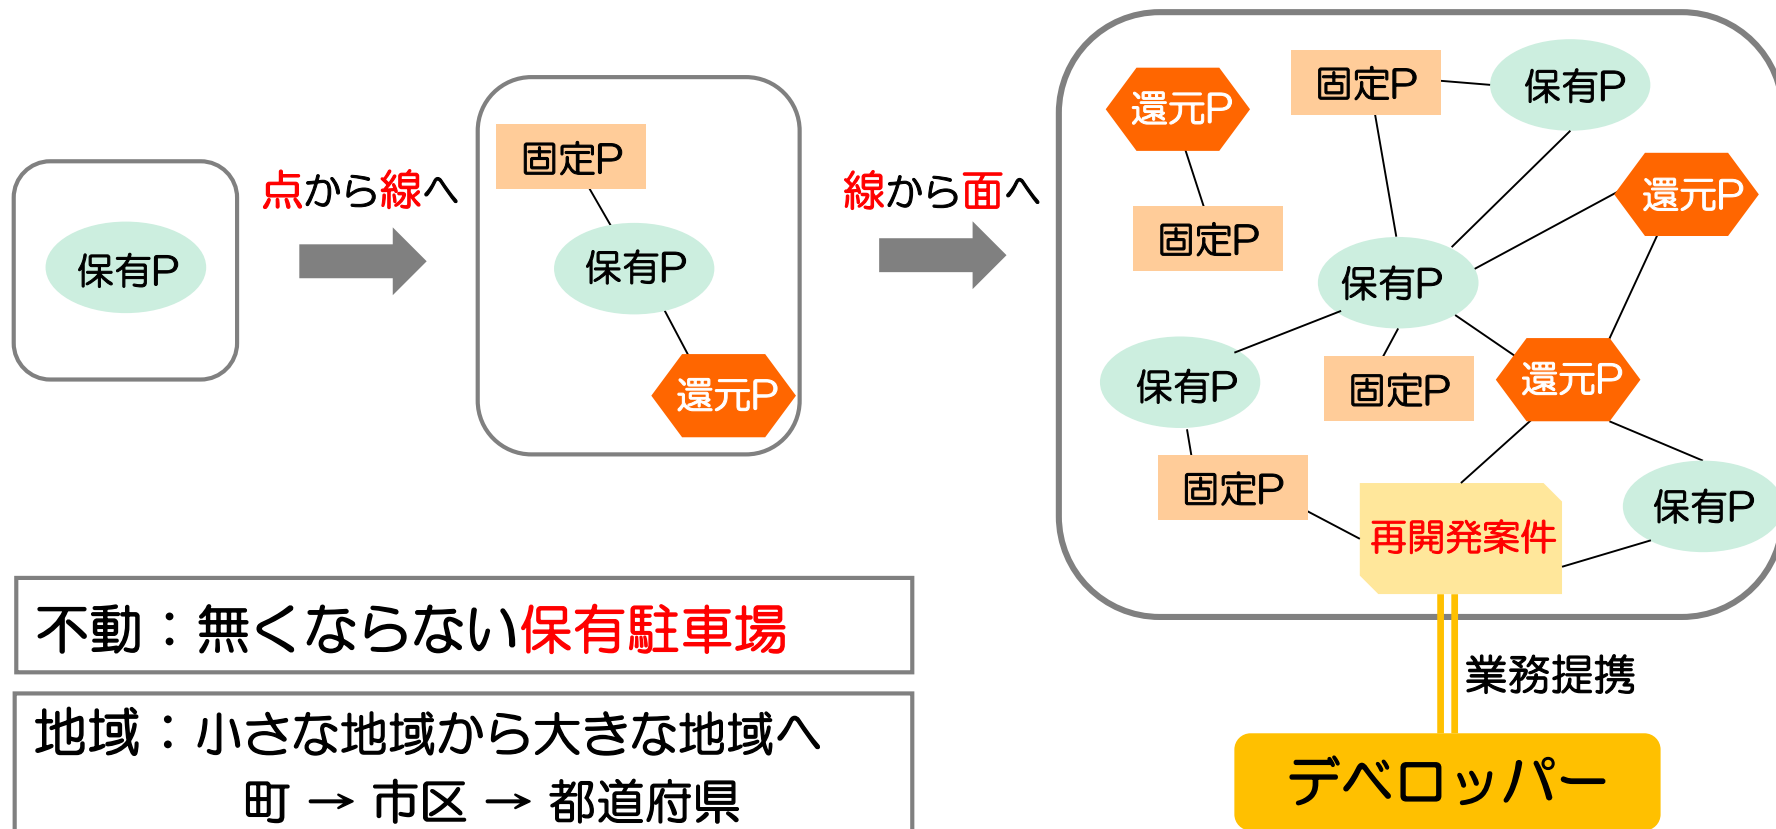 保有P
点から線へ
固定P
保有P
還元P
線から面へ
還元P
固定P
保有P
還元P
固定P
保有P
保有P
固定P
還元P
固定P
保有P
再開発案件
業務提携
デベロッパー
不動：無くならない保有駐車場
地域：小さな地域から大きな地域へ
町 → 市区 → 都道府県